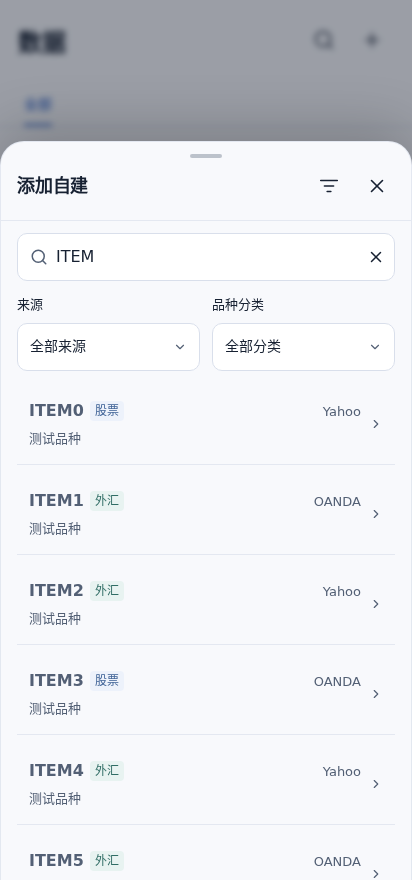 数据
全部
添加自建
ITEM
来源
品种分类
全部来源
全部分类
ITEM0 股票 Yahoo
测试品种
ITEM1 外汇 OANDA
测试品种
ITEM2 外汇 Yahoo
测试品种
ITEM3 股票 OANDA
测试品种
ITEM4 外汇 Yahoo
测试品种
ITEM5 外汇 OANDA